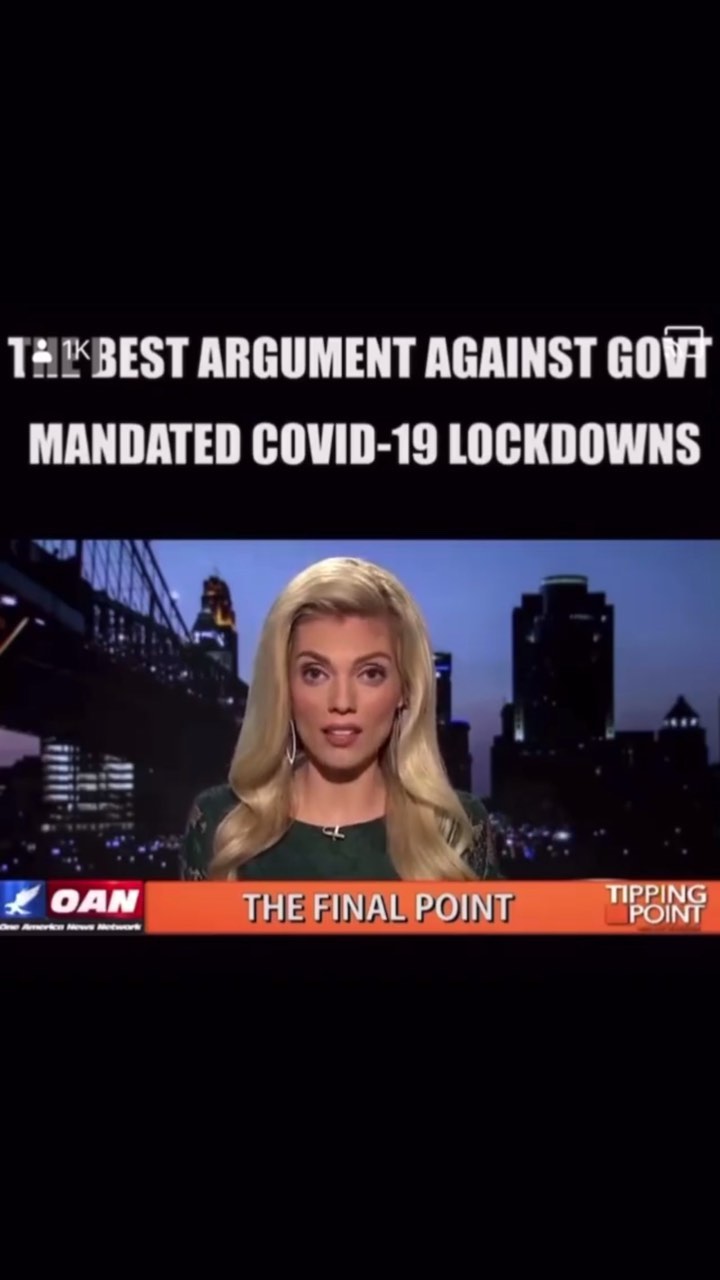 THE BEST ARGUMENT AGAINST GOVT
1K
MANDATED COVID-19 LOCKDOWNS
OAN
One America News Network
THE FINAL POINT
TIPPING
POINT